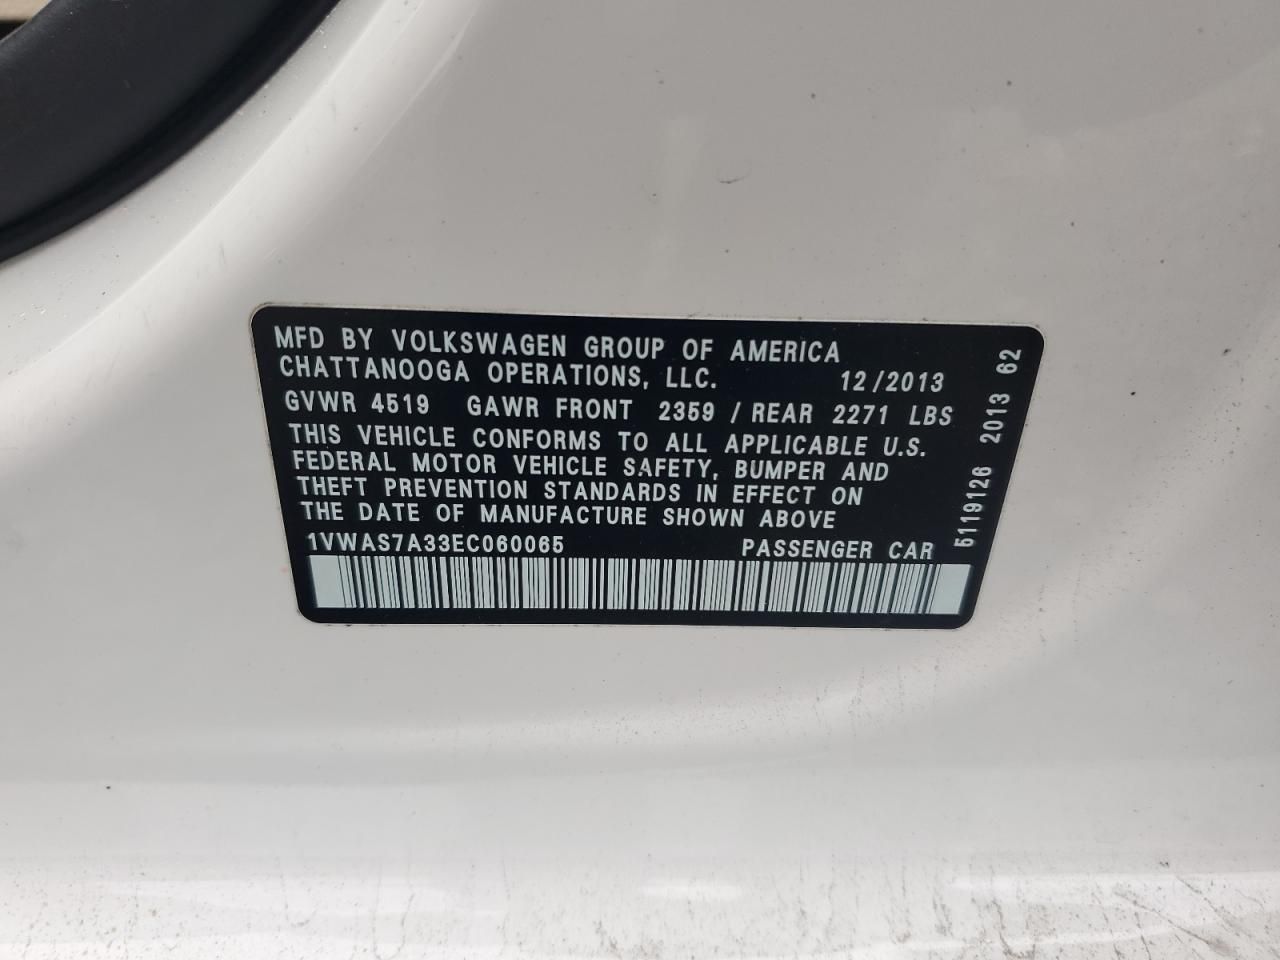 MFD BY VOLKSWAGEN GROUP OF AMERICA
CHATTANOOGA OPERATIONS, LLC. 12/2013
GVWR 4519 GAWR FRONT 2359 / REAR 2271 LBS
THIS VEHICLE CONFORMS TO ALL APPLICABLE U.S.
FEDERAL MOTOR VEHICLE SAFETY, BUMPER AND
THEFT PREVENTION STANDARDS IN EFFECT ON
THE DATE OF MANUFACTURE SHOWN ABOVE
1VWAS7A33EC060065 PASSENGER CAR
5119126 2013 62